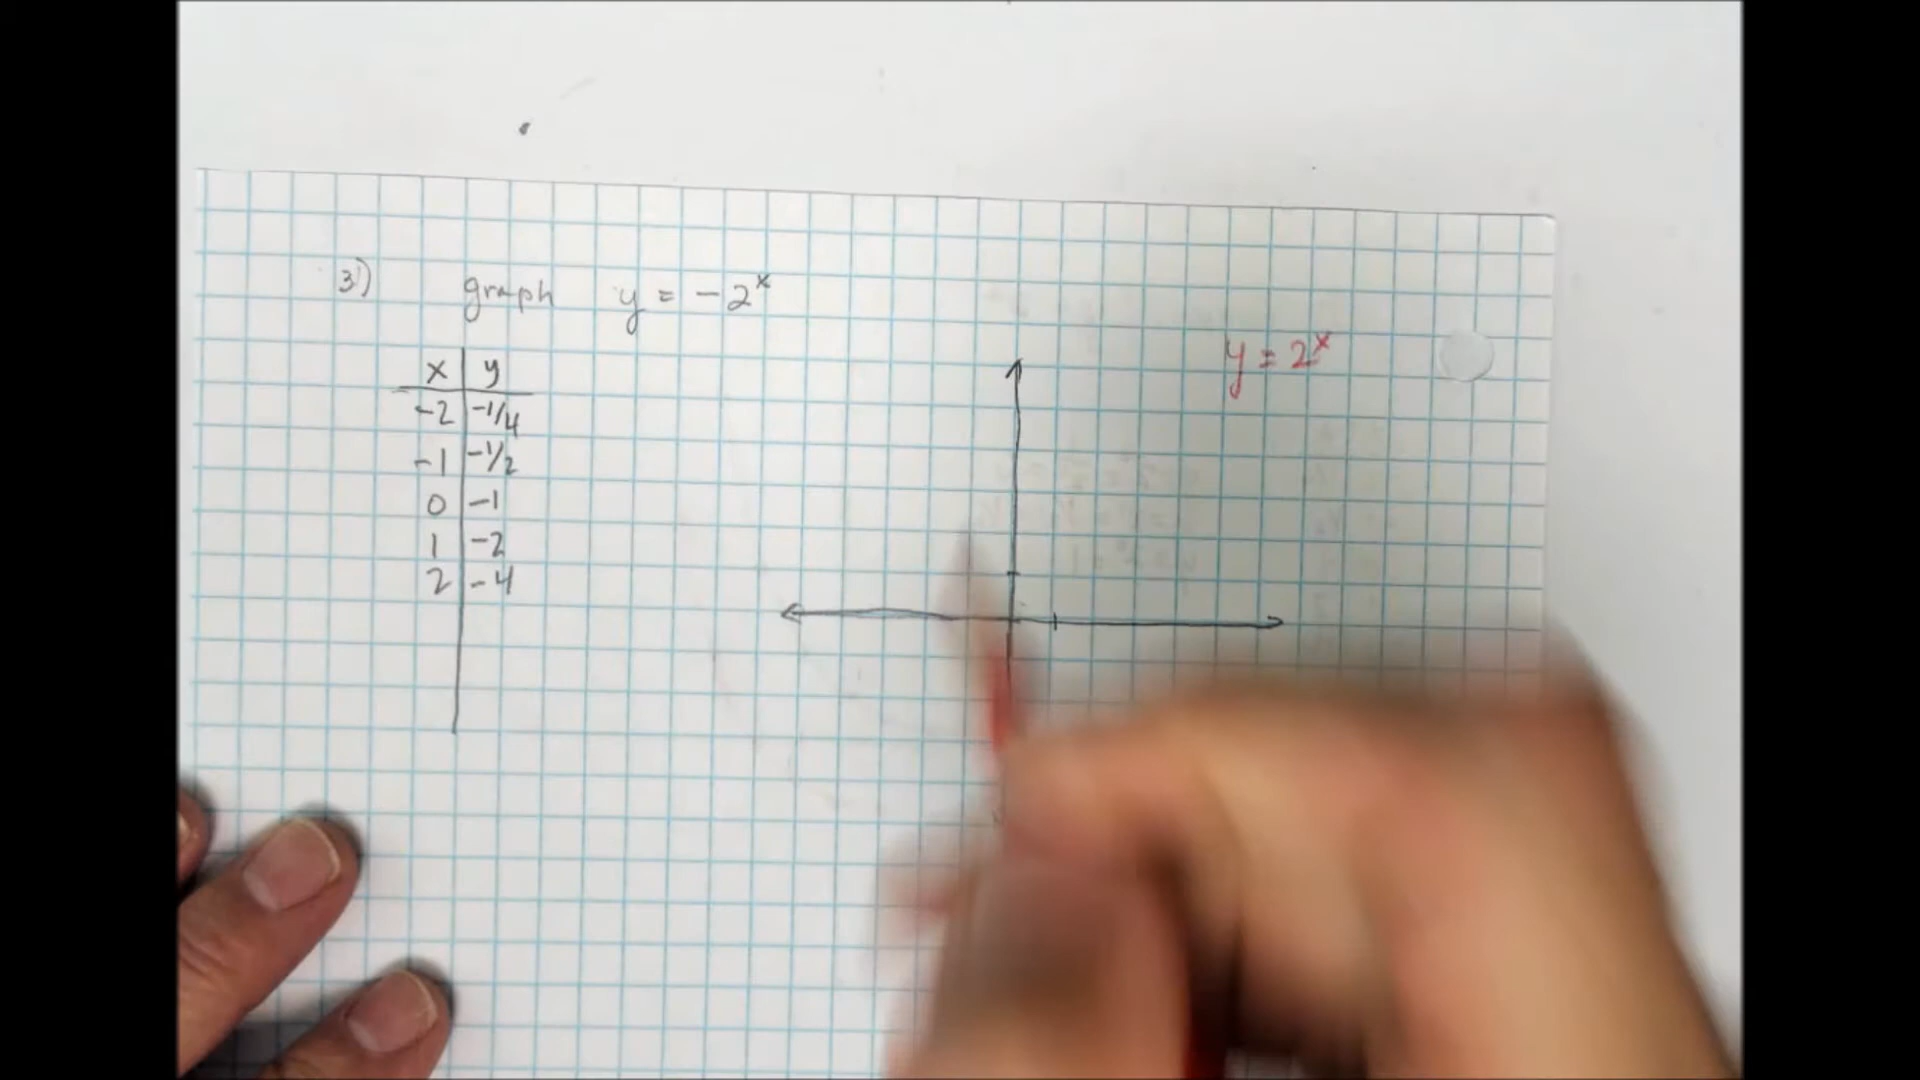 3) graph y = -2^x
y = 2^x
x y
-2 -1/4
-1 -1/2
0 -1
1 -2
2 -4